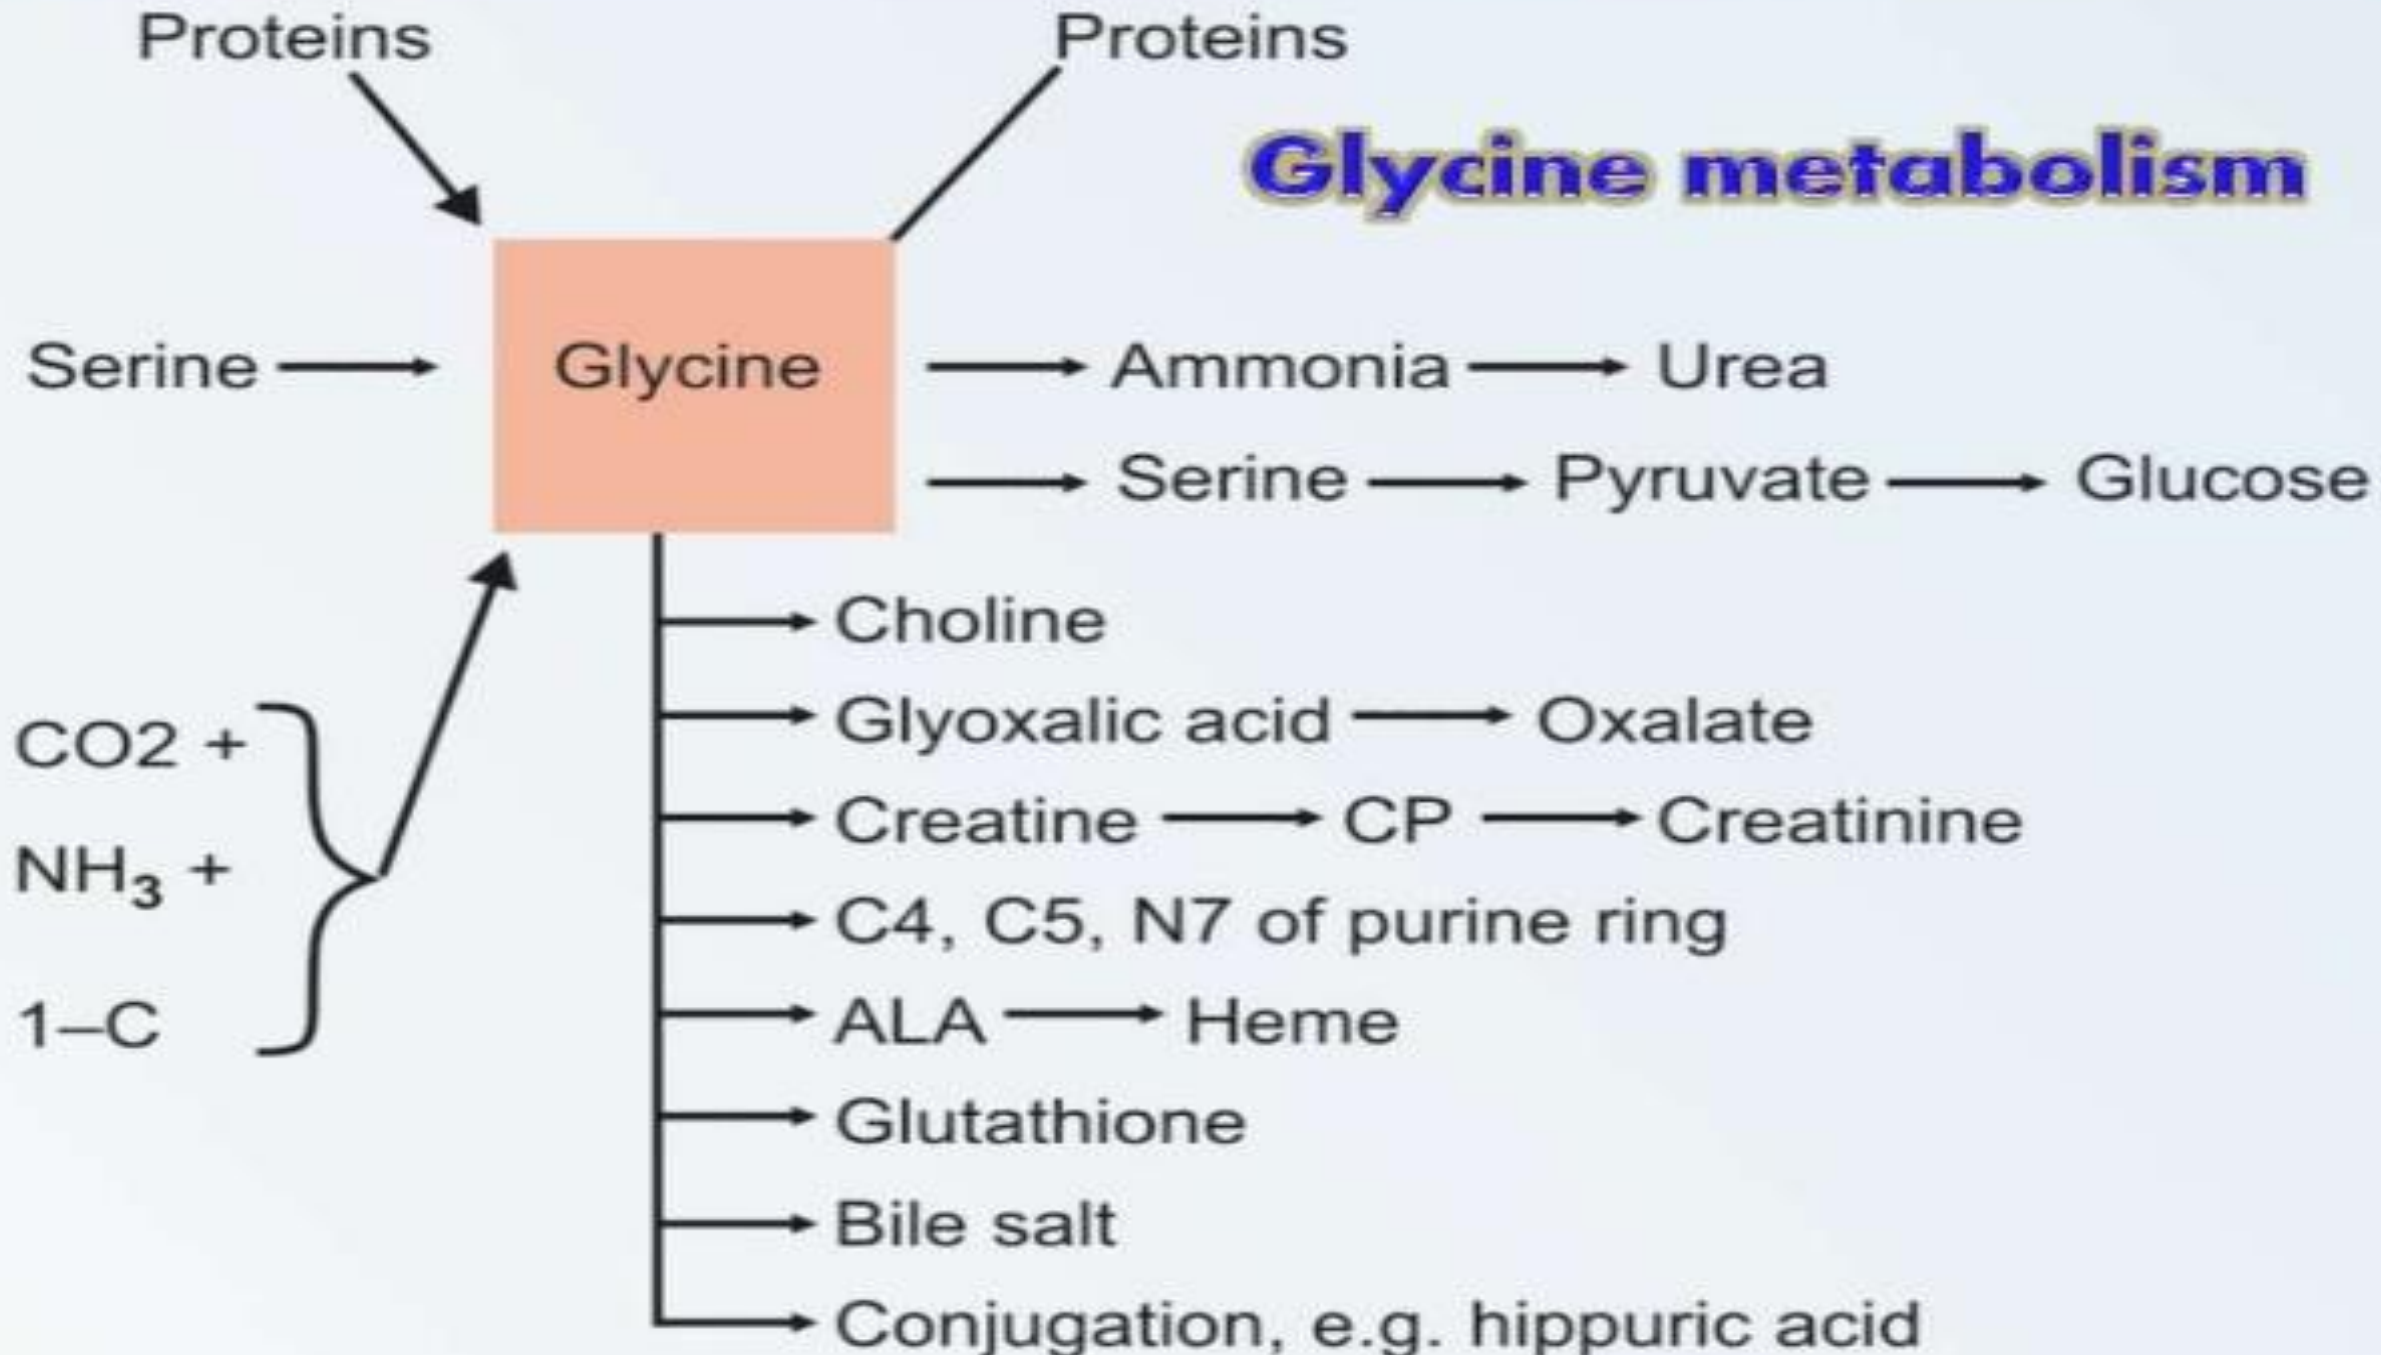 Proteins
Proteins
Glycine metabolism
Serine
Glycine
Ammonia
Urea
Serine
Pyruvate
Glucose
Choline
CO2 +
Glyoxalic acid
Oxalate
NH₃ +
Creatine
CP
Creatinine
C4, C5, N7 of purine ring
1–C
ALA
Heme
Glutathione
Bile salt
Conjugation, e.g. hippuric acid